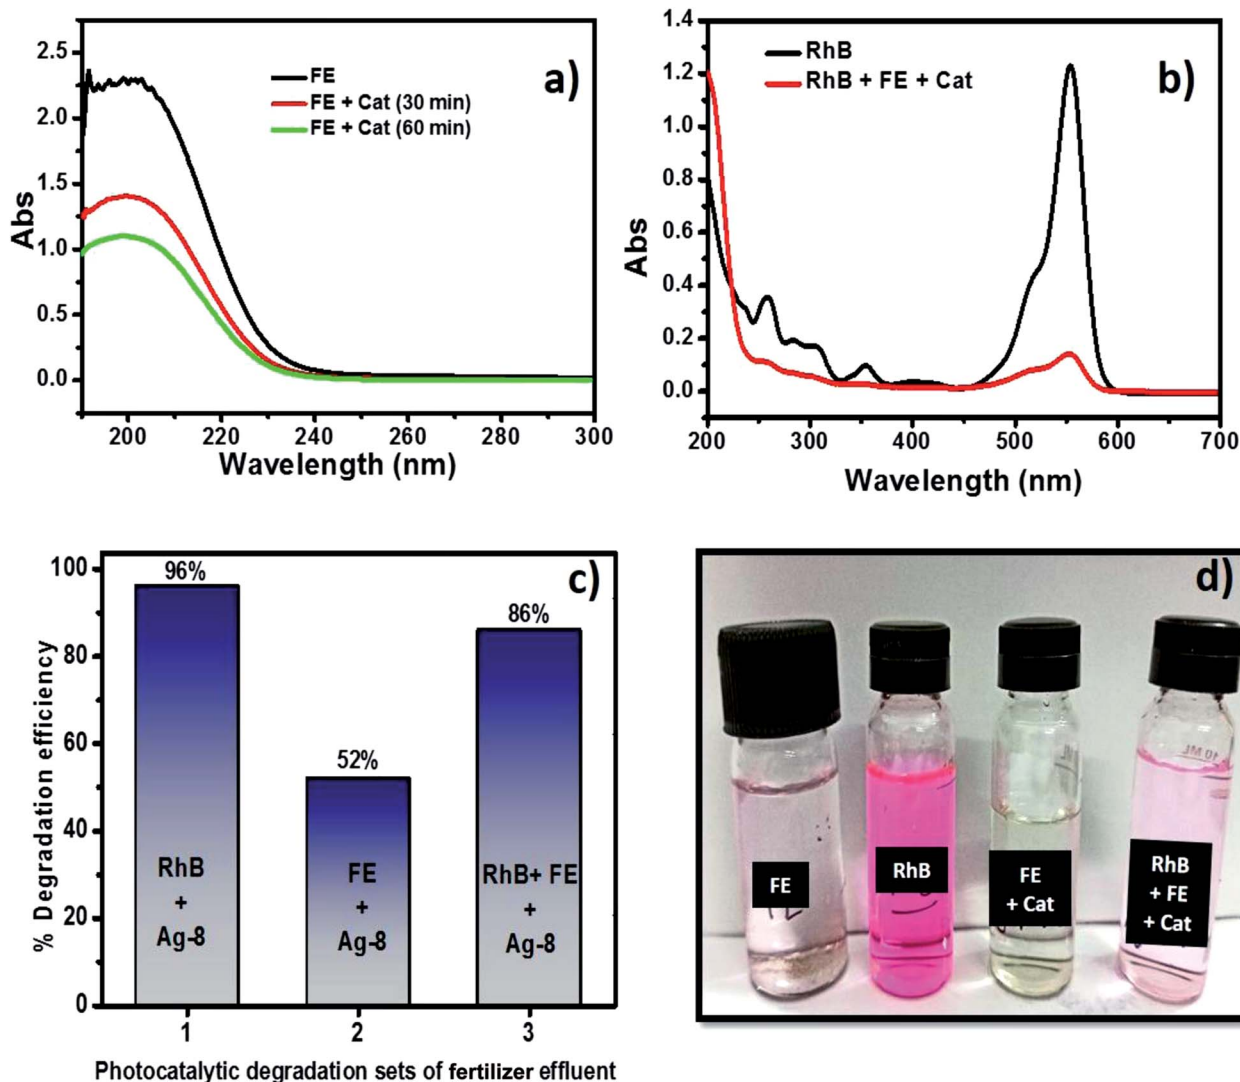 a)
2.5
2.0
1.5
1.0
0.5
0.0
Abs
FE
FE + Cat (30 min)
FE + Cat (60 min)
200 220 240 260 280 300
Wavelength (nm)
b)
1.4
1.2
1.0
0.8
0.6
0.4
0.2
0.0
Abs
RhB
RhB + FE + Cat
200 300 400 500 600 700
Wavelength (nm)
c)
100
80
60
40
20
0
% Degradation efficiency
96%
52%
86%
RhB
+
Ag-8
FE
+
Ag-8
RhB+ FE
+
Ag-8
1 2 3
Photocatalytic degradation sets of fertilizer effluent
d)
FE
RhB
FE
+ Cat
RhB
+ FE
+ Cat
10 ML